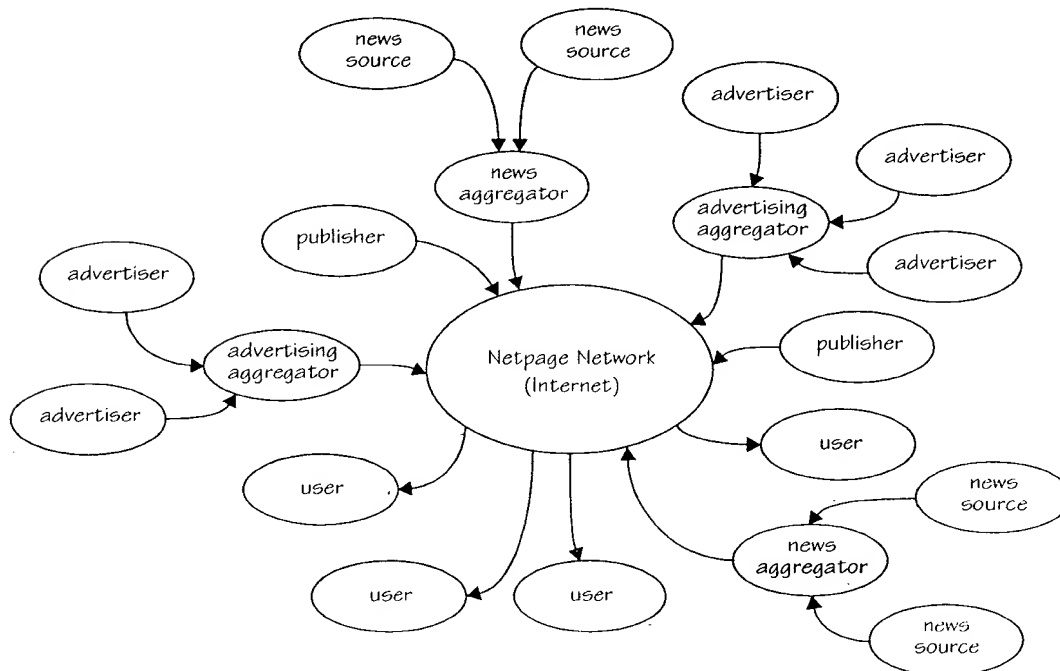 news
source
news
source
advertiser
advertiser
news
aggregator
advertising
aggregator
publisher
advertiser
advertiser
publisher
Netpage Network
(Internet)
advertising
aggregator
advertiser
user
user
news
source
news
aggregator
user
user
news
source